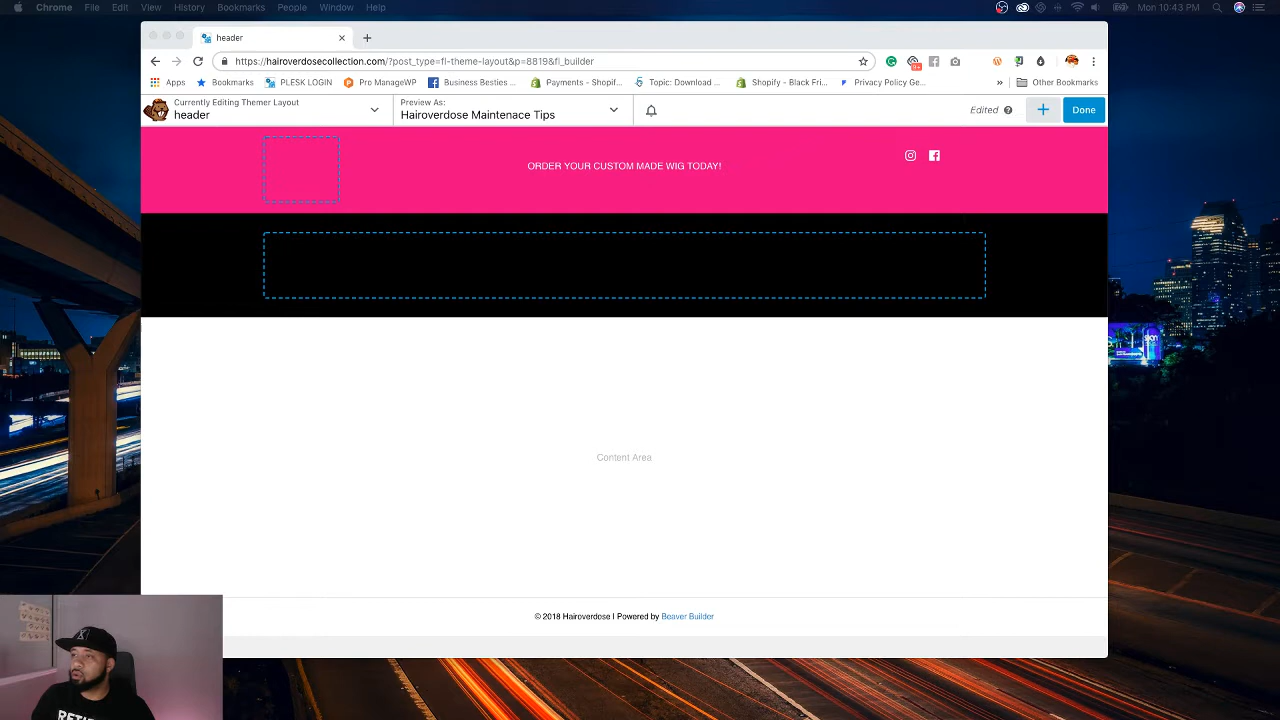 Chrome File Edit View History Bookmarks People Window Help Mon 10:43 PM
header
https://hairoverdosecollection.com/?post_type=fl-theme-layout&p=8819&fl_builder
Apps Bookmarks PLESK LOGIN Pro ManageWP Business Besties ... Payments - Shopif... Topic: Download ... Shopify - Black Fri... Privacy Policy Ge... » Other Bookmarks
Currently Editing Themer Layout
header
Preview As:
Hairoverdose Maintenace Tips
Edited
Done
ORDER YOUR CUSTOM MADE WIG TODAY!
Content Area
© 2018 Hairoverdose | Powered by Beaver Builder